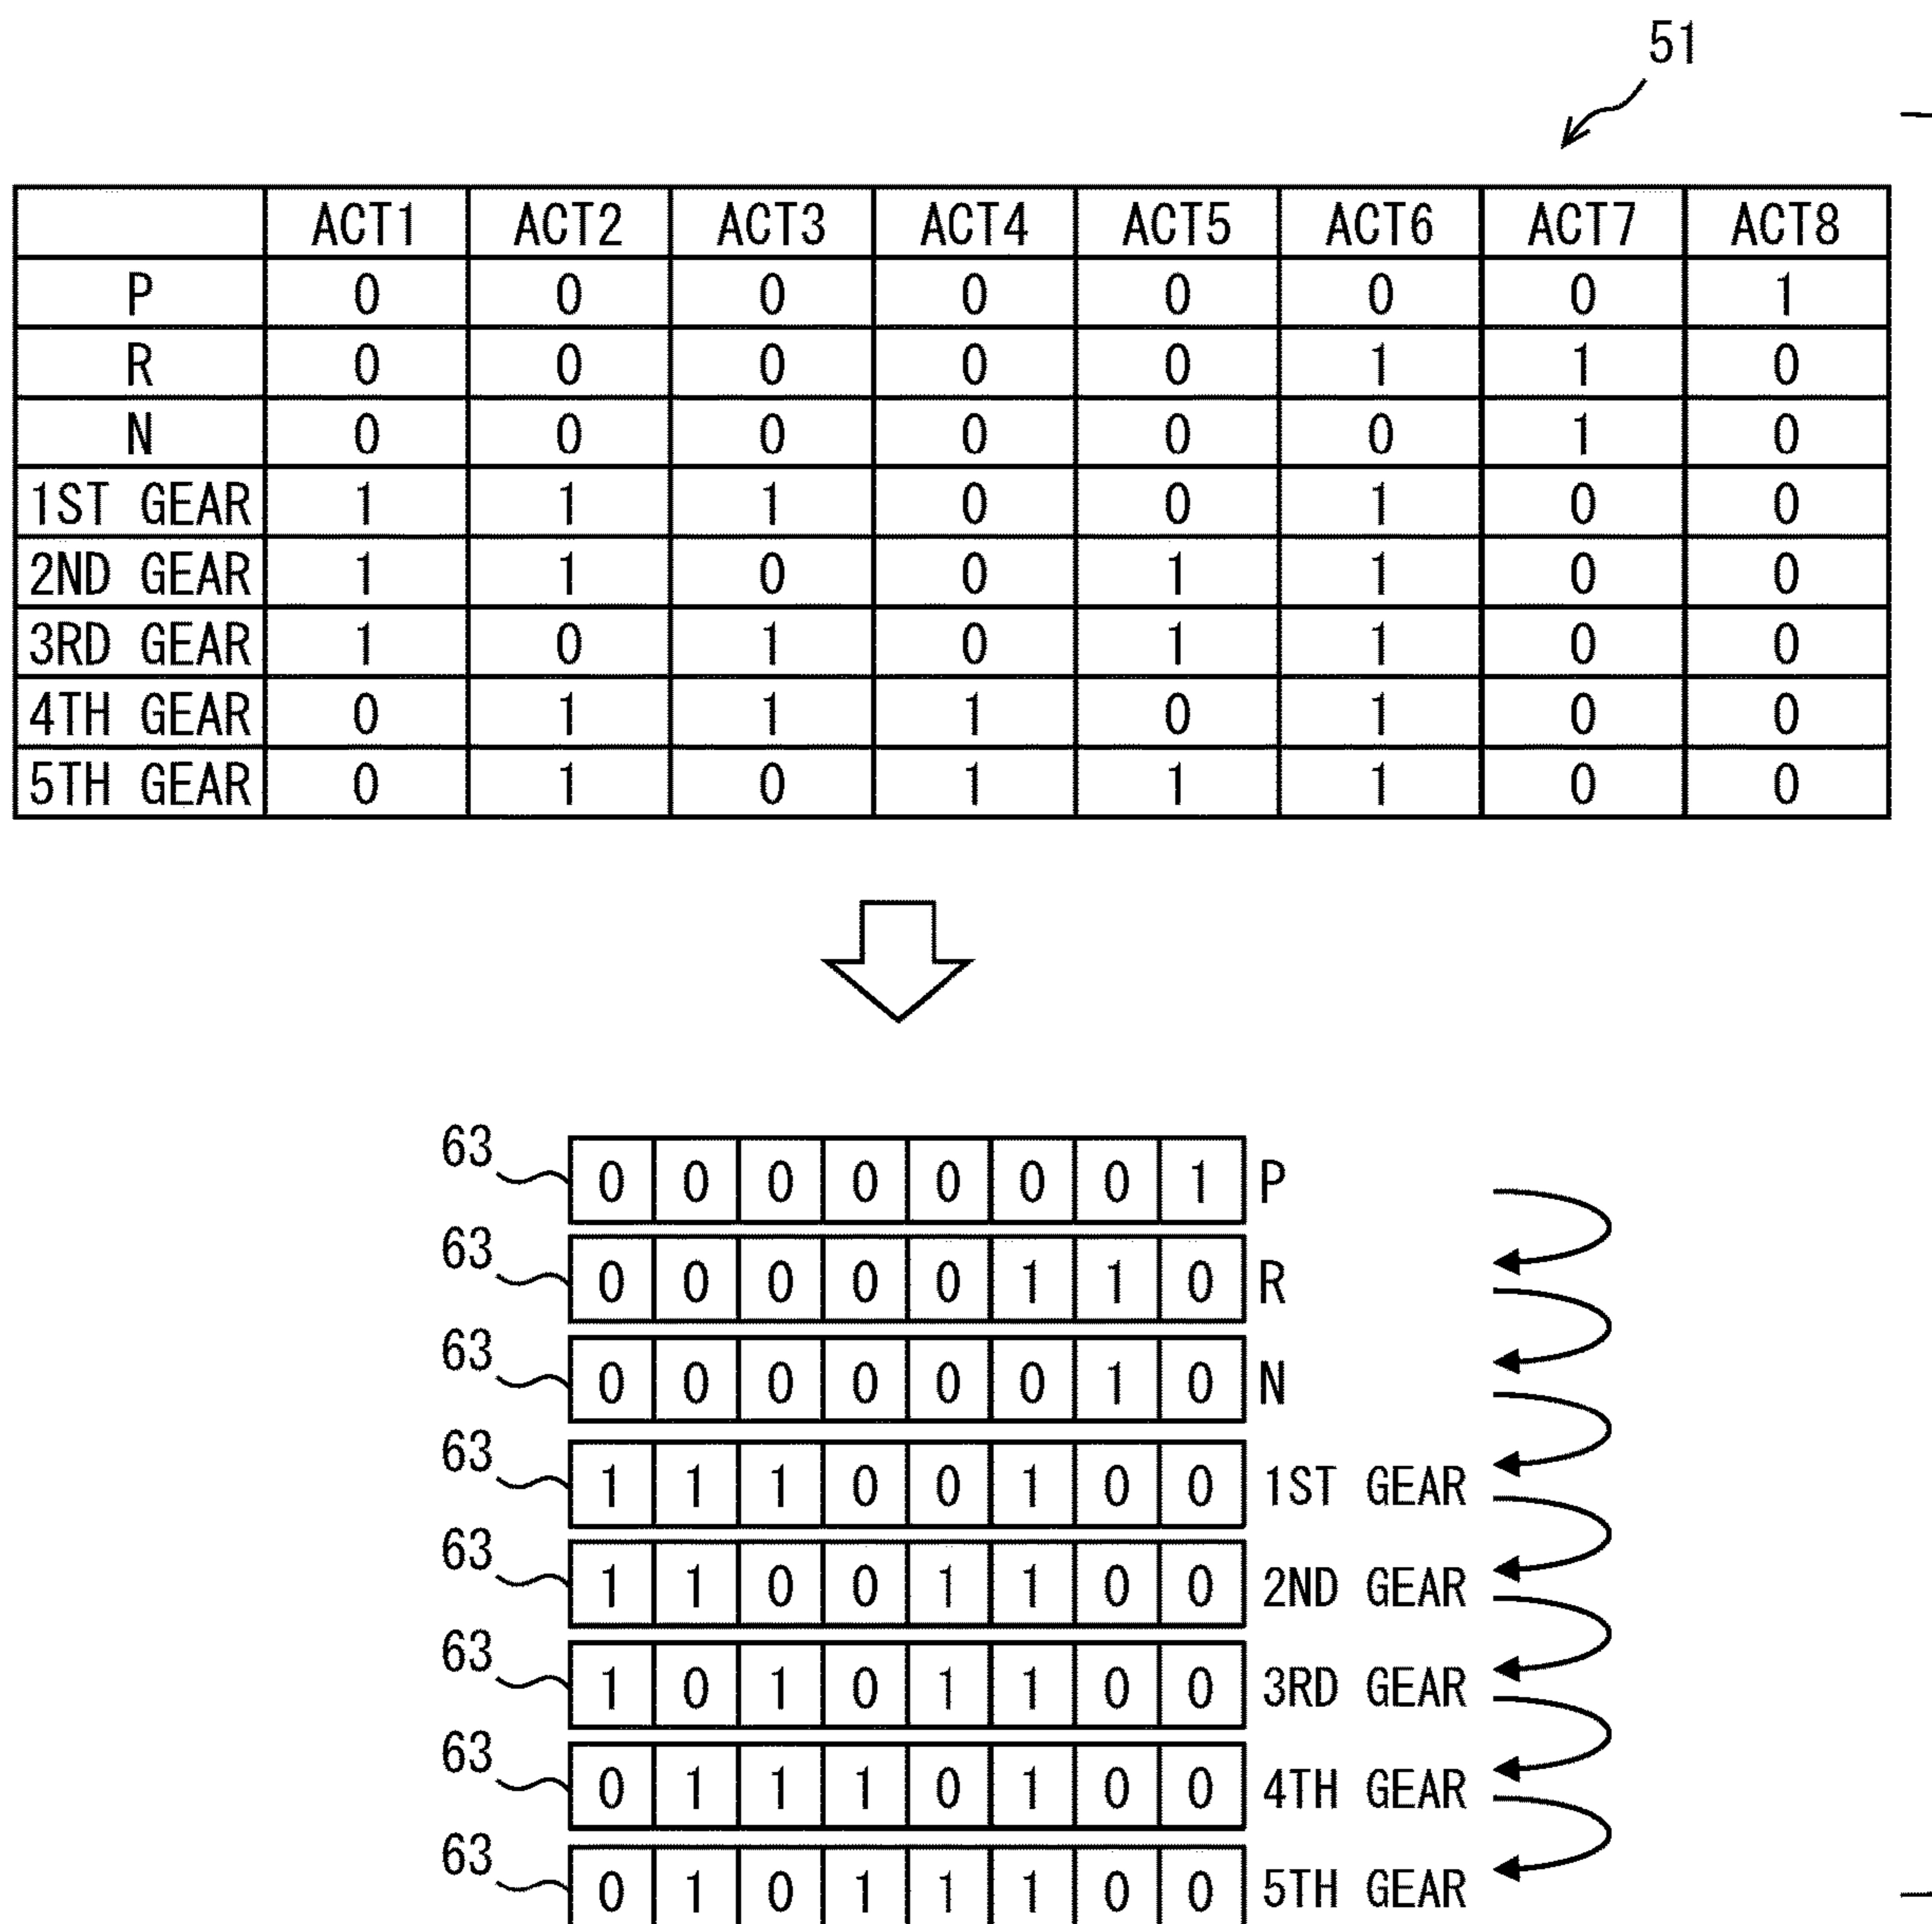 51
ACT1 ACT2 ACT3 ACT4 ACT5 ACT6 ACT7 ACT8
P 0 0 0 0 0 0 0 1
R 0 0 0 0 0 1 1 0
N 0 0 0 0 0 0 1 0
1ST GEAR 1 1 1 0 0 1 0 0
2ND GEAR 1 1 0 0 1 1 0 0
3RD GEAR 1 0 1 0 1 1 0 0
4TH GEAR 0 1 1 1 0 1 0 0
5TH GEAR 0 1 0 1 1 1 0 0
63 0 0 0 0 0 0 0 1 P
63 0 0 0 0 0 1 1 0 R
63 0 0 0 0 0 0 1 0 N
63 1 1 1 0 0 1 0 0 1ST GEAR
63 1 1 0 0 1 1 0 0 2ND GEAR
63 1 0 1 0 1 1 0 0 3RD GEAR
63 0 1 1 1 0 1 0 0 4TH GEAR
63 0 1 0 1 1 1 0 0 5TH GEAR